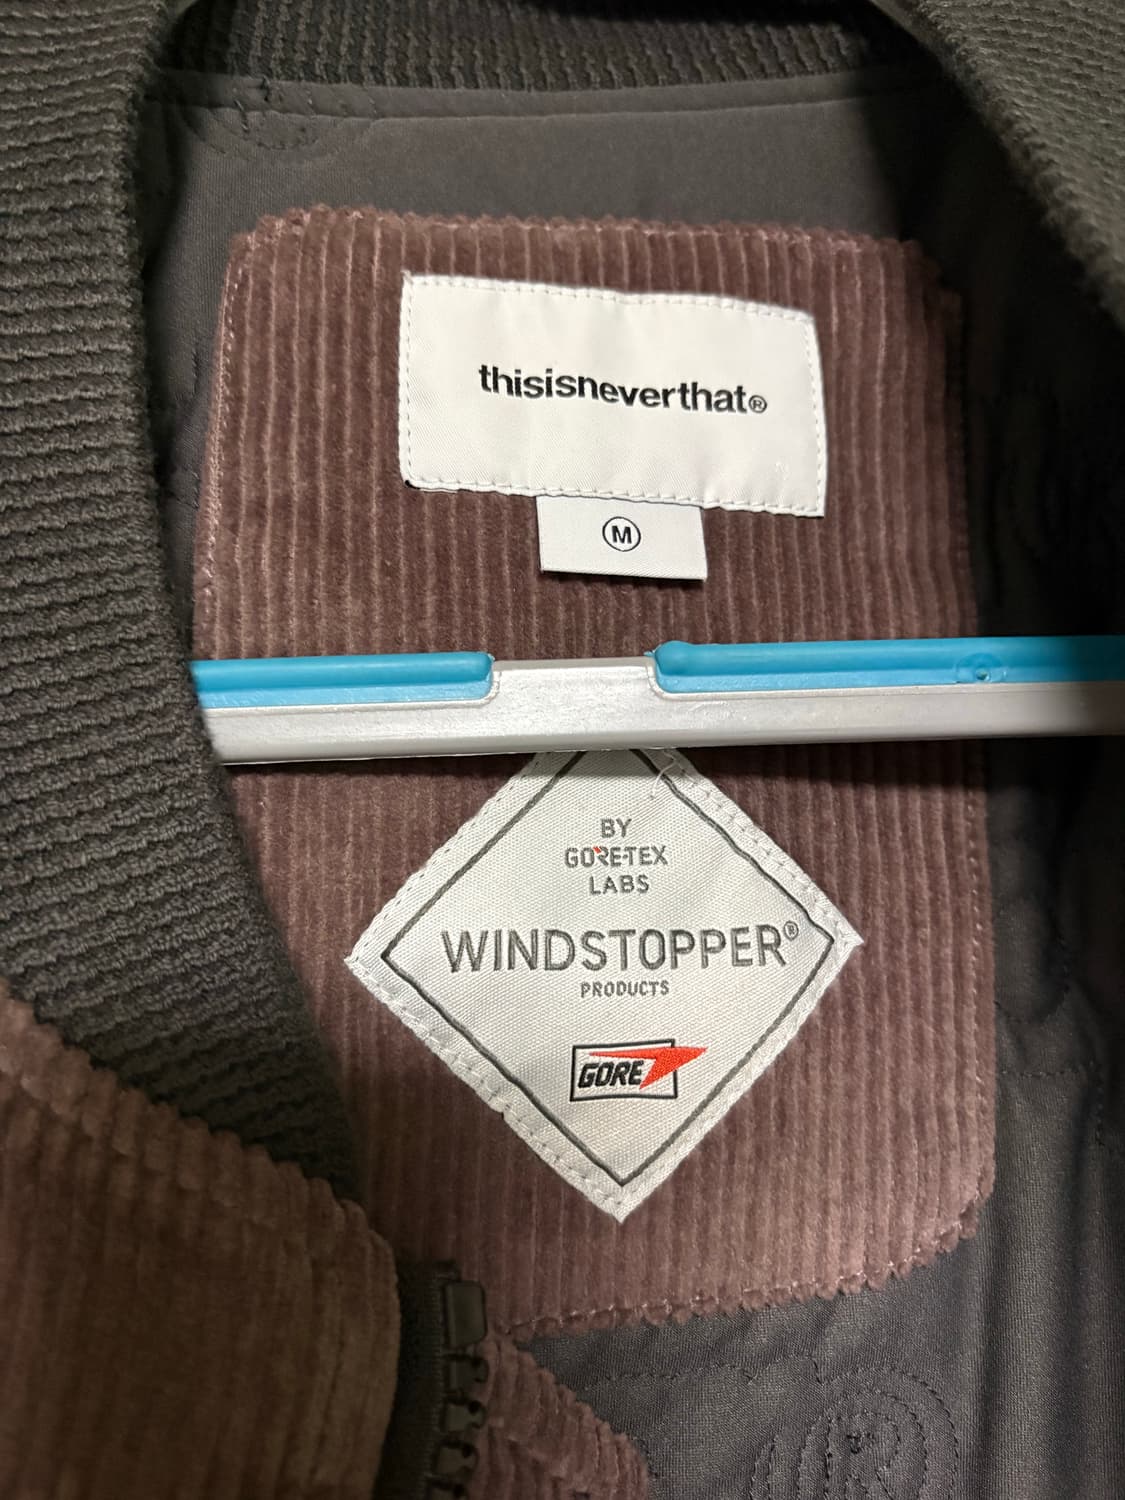 thisisneverthat®
M
BY
GORE-TEX
LABS
WINDSTOPPER®
PRODUCTS
GORE
R